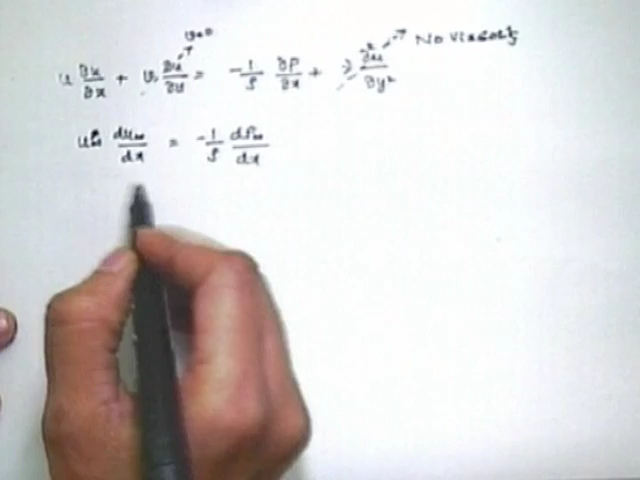 v=0
u ∂u/∂x + v ∂u/∂y = -1/ρ ∂P/∂x + ν ∂²u/∂y² No viscosity
u∞ du∞/dx = -1/ρ dP∞/dx